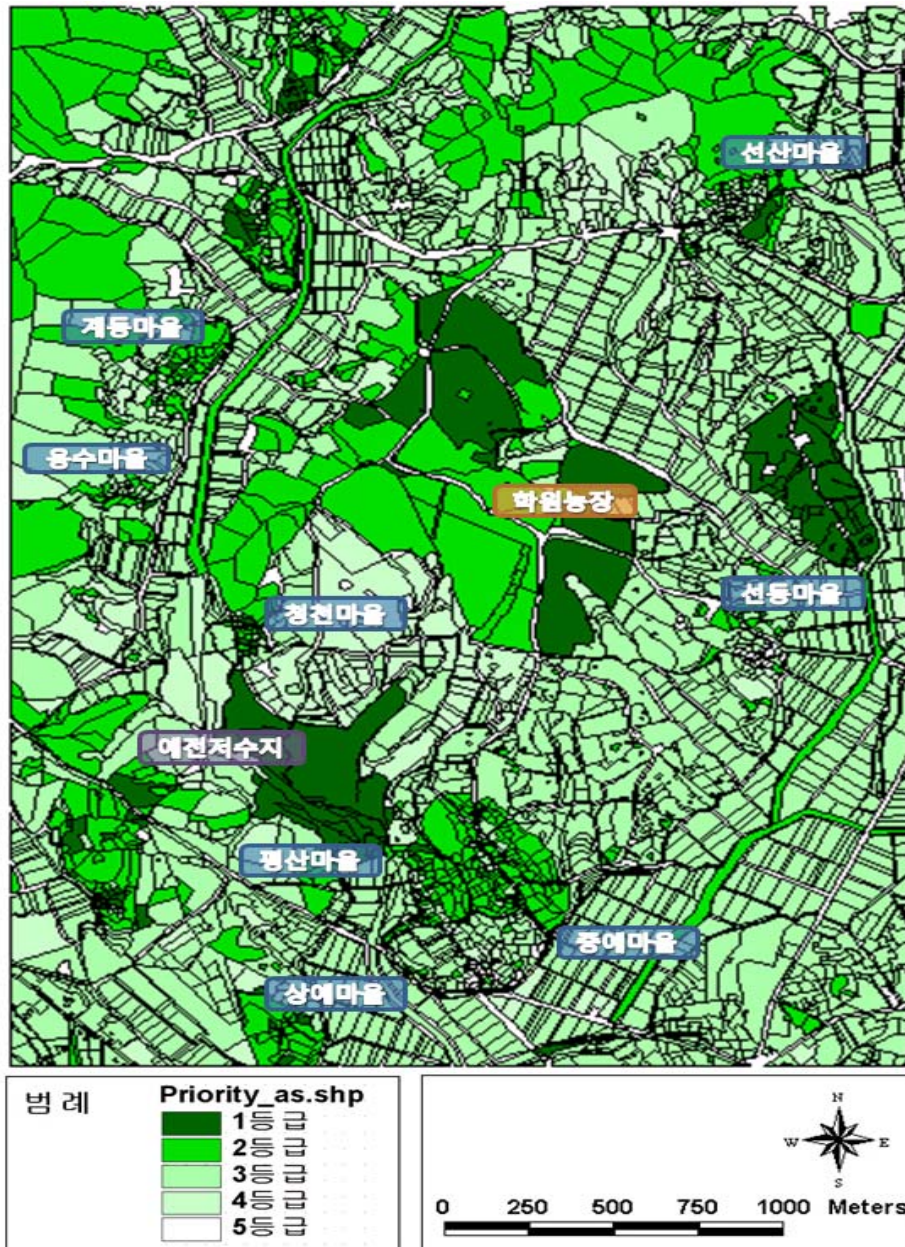 선산마을
계동마을
용수마을
학원농장
청천마을
선동마을
예전저수지
평산마을
중예마을
상예마을
범 례
Priority_as.shp
1등 급
2등 급
3등 급
4등 급
5등 급
N
W E
S
0 250 500 750 1000 Meters